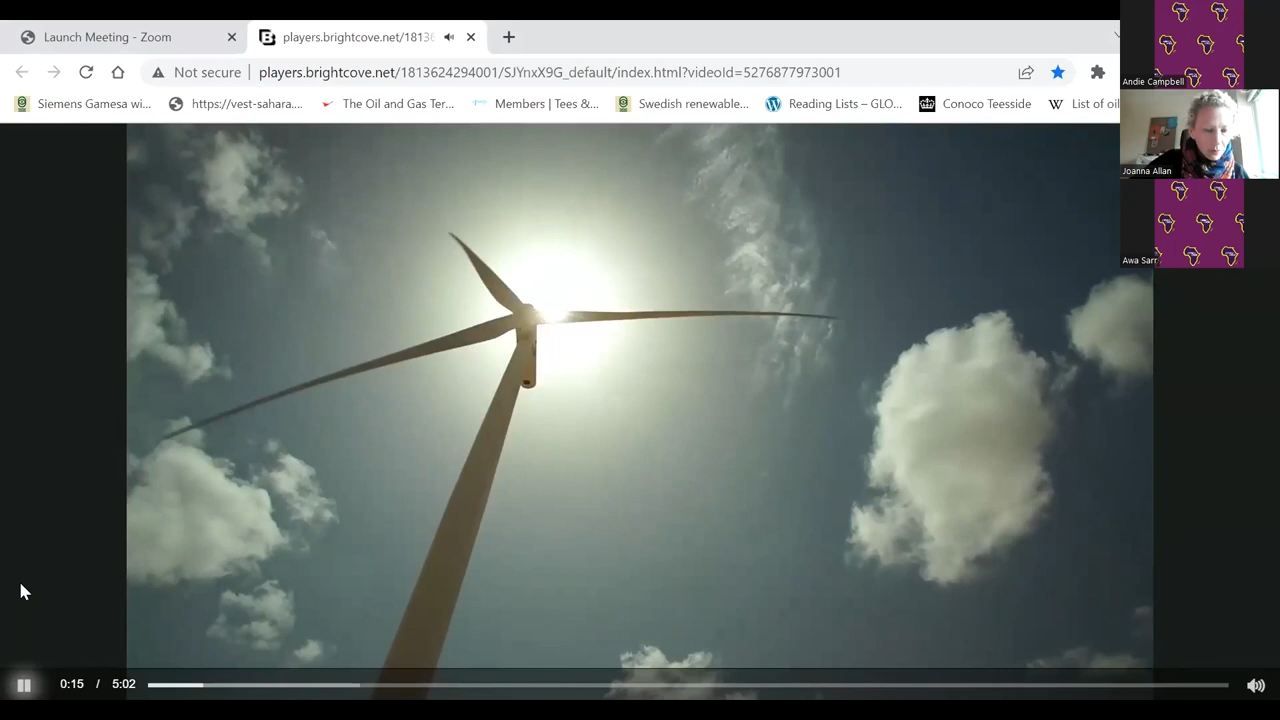 Launch Meeting - Zoom
players.brightcove.net/1813
Not secure
players.brightcove.net/1813624294001/SJYnxX9G_default/index.html?videoId=5276877973001
Siemens Gamesa wi...
https://vest-sahara....
The Oil and Gas Ter...
Members | Tees &...
Swedish renewable...
Reading Lists – GLO...
Conoco Teesside
W List of oil
Andie Campbell
Joanna Allan
Awa Sarr
0:15 / 5:02